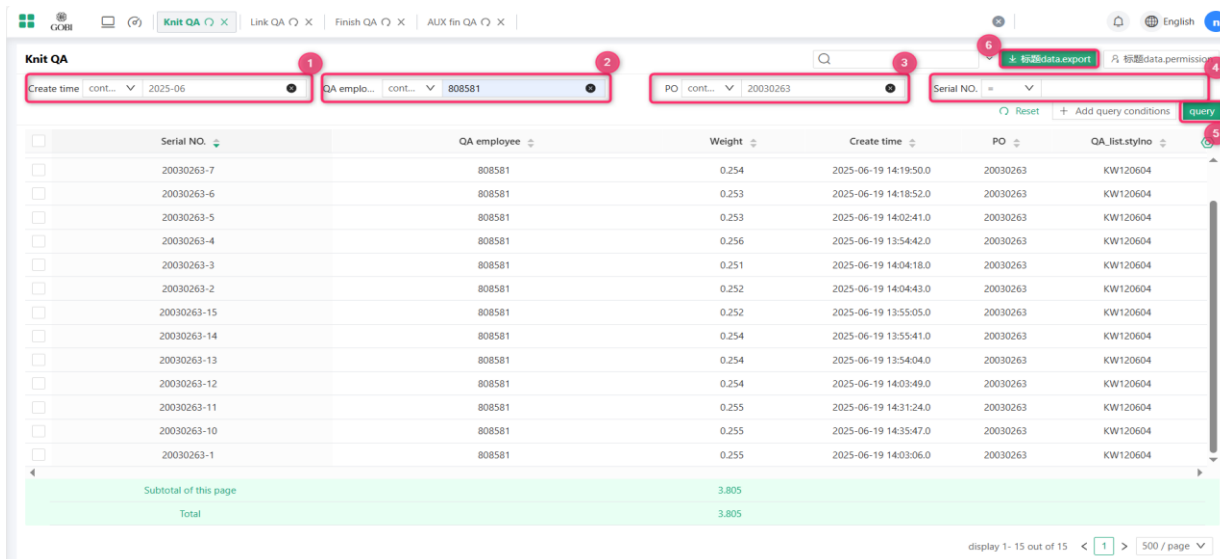 GOBI Knit QA Link QA Finish QA AUX fin QA English n
Knit QA 6 标题data.export 标题data.permission
1 2 3 4
Create time cont... 2025-06 QA emplo... cont... 808581 PO cont... 20030263 Serial NO. =
Reset + Add query conditions query
5
Serial NO. QA employee Weight Create time PO QA_list.stylno
20030263-7 808581 0.254 2025-06-19 14:19:50.0 20030263 KW120604
20030263-6 808581 0.253 2025-06-19 14:18:52.0 20030263 KW120604
20030263-5 808581 0.253 2025-06-19 14:02:41.0 20030263 KW120604
20030263-4 808581 0.256 2025-06-19 13:54:42.0 20030263 KW120604
20030263-3 808581 0.251 2025-06-19 14:04:18.0 20030263 KW120604
20030263-2 808581 0.252 2025-06-19 14:04:43.0 20030263 KW120604
20030263-15 808581 0.252 2025-06-19 13:55:05.0 20030263 KW120604
20030263-14 808581 0.254 2025-06-19 13:55:41.0 20030263 KW120604
20030263-13 808581 0.254 2025-06-19 13:54:04.0 20030263 KW120604
20030263-12 808581 0.254 2025-06-19 14:03:49.0 20030263 KW120604
20030263-11 808581 0.255 2025-06-19 14:31:24.0 20030263 KW120604
20030263-10 808581 0.255 2025-06-19 14:35:47.0 20030263 KW120604
20030263-1 808581 0.255 2025-06-19 14:03:06.0 20030263 KW120604
Subtotal of this page 3.805
Total 3.805
display 1- 15 out of 15 < 1 > 500 / page